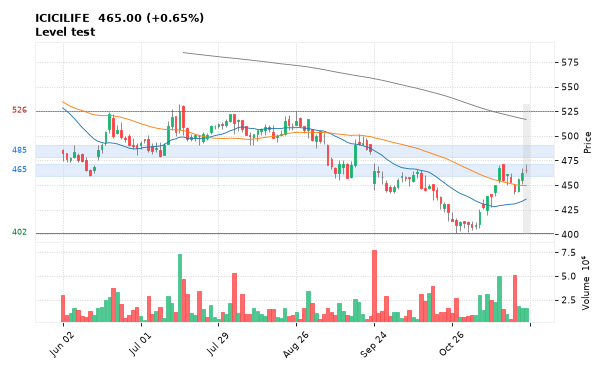 ICICILIFE 465.00 (+0.65%)
Level test
526
485
465
402
575
550
525
500
475
450
425
400
Price
7.5
5.0
2.5
Volume 10⁶
Jun 02
Jul 01
Jul 29
Aug 26
Sep 24
Oct 26